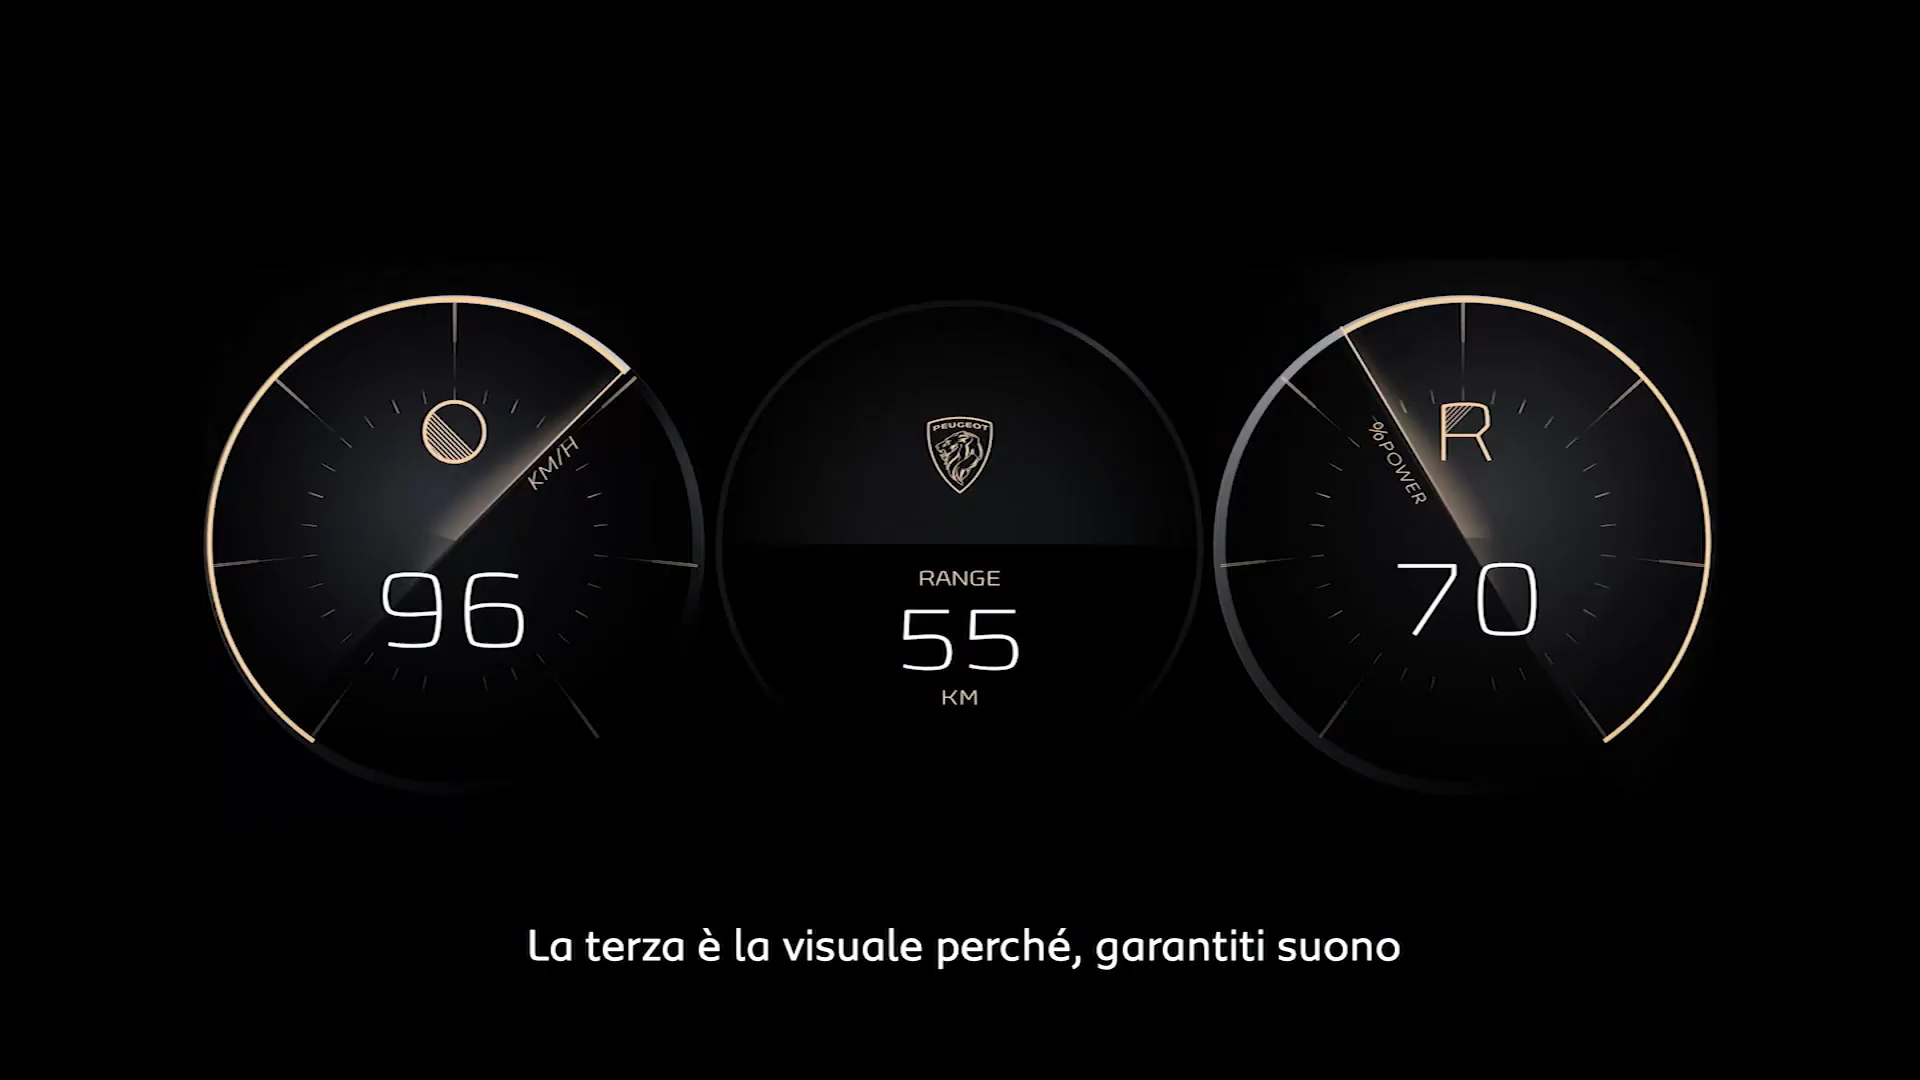 KM/H
96
PEUGEOT
RANGE
55
KM
%POWER
R
70
La terza è la visuale perché, garantiti suono